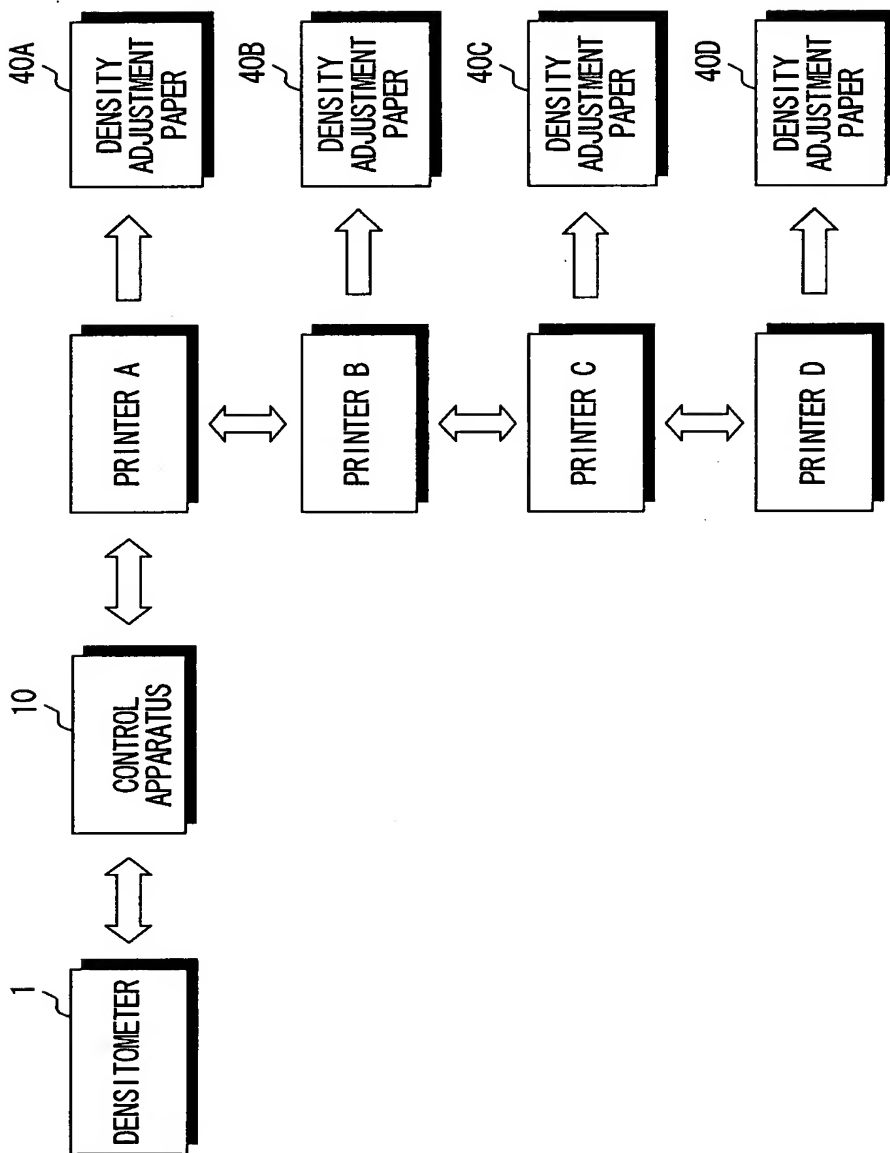 1
DENSITOMETER
10
CONTROL
APPARATUS
PRINTER A
40A
DENSITY
ADJUSTMENT
PAPER
PRINTER B
40B
DENSITY
ADJUSTMENT
PAPER
PRINTER C
40C
DENSITY
ADJUSTMENT
PAPER
PRINTER D
40D
DENSITY
ADJUSTMENT
PAPER